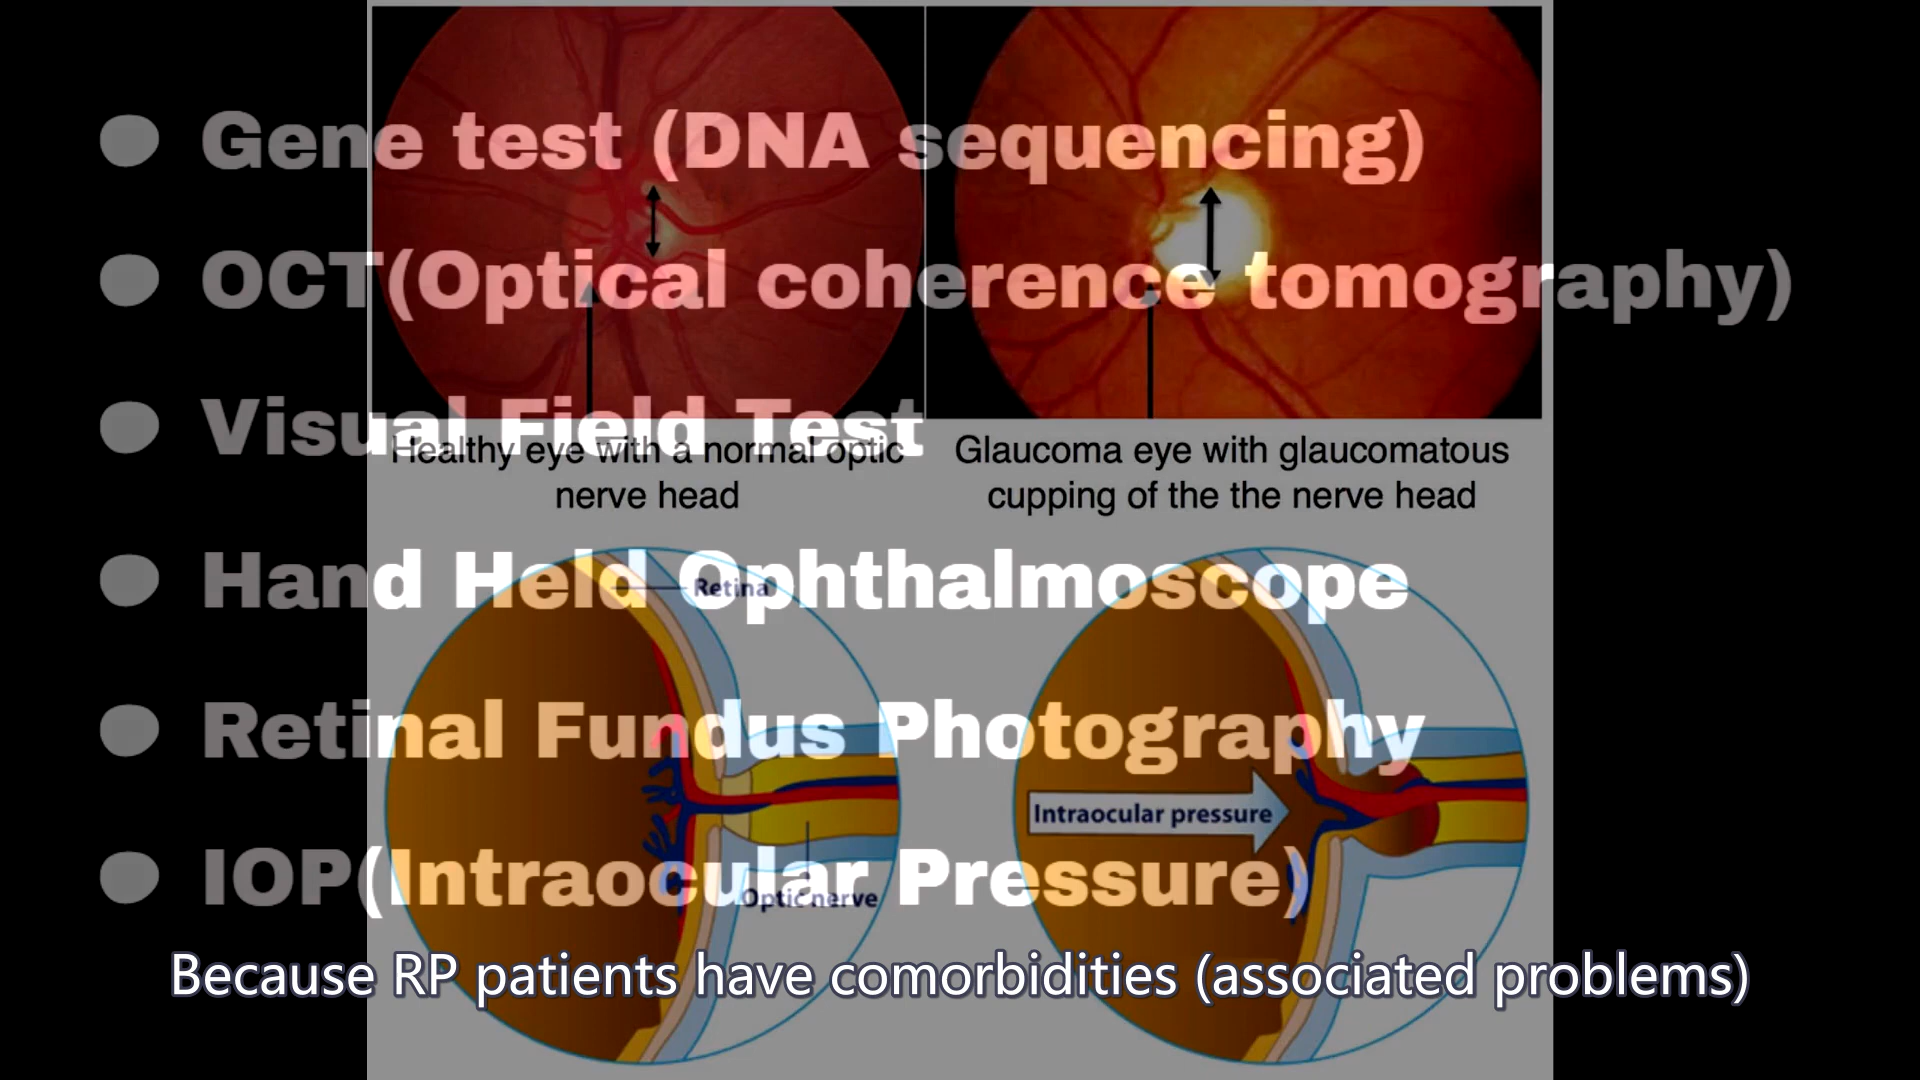 Gene test (DNA sequencing)
OCT(Optical coherence tomography)
Visual Field Test
Healthy eye with a normal optic
nerve head
Glaucoma eye with glaucomatous
cupping of the the nerve head
Hand Held Ophthalmoscope
Retina
Retinal Fundus Photography
Intraocular pressure
IOP(Intraocular Pressure)
Optic nerve
Because RP patients have comorbidities (associated problems)